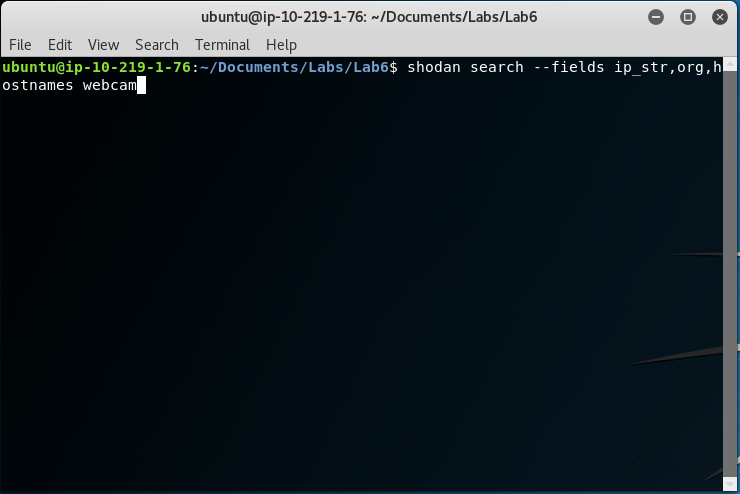 ubuntu@ip-10-219-1-76: ~/Documents/Labs/Lab6
File Edit View Search Terminal Help
ubuntu@ip-10-219-1-76:~/Documents/Labs/Lab6$ shodan search --fields ip_str,org,h
ostnames webcam